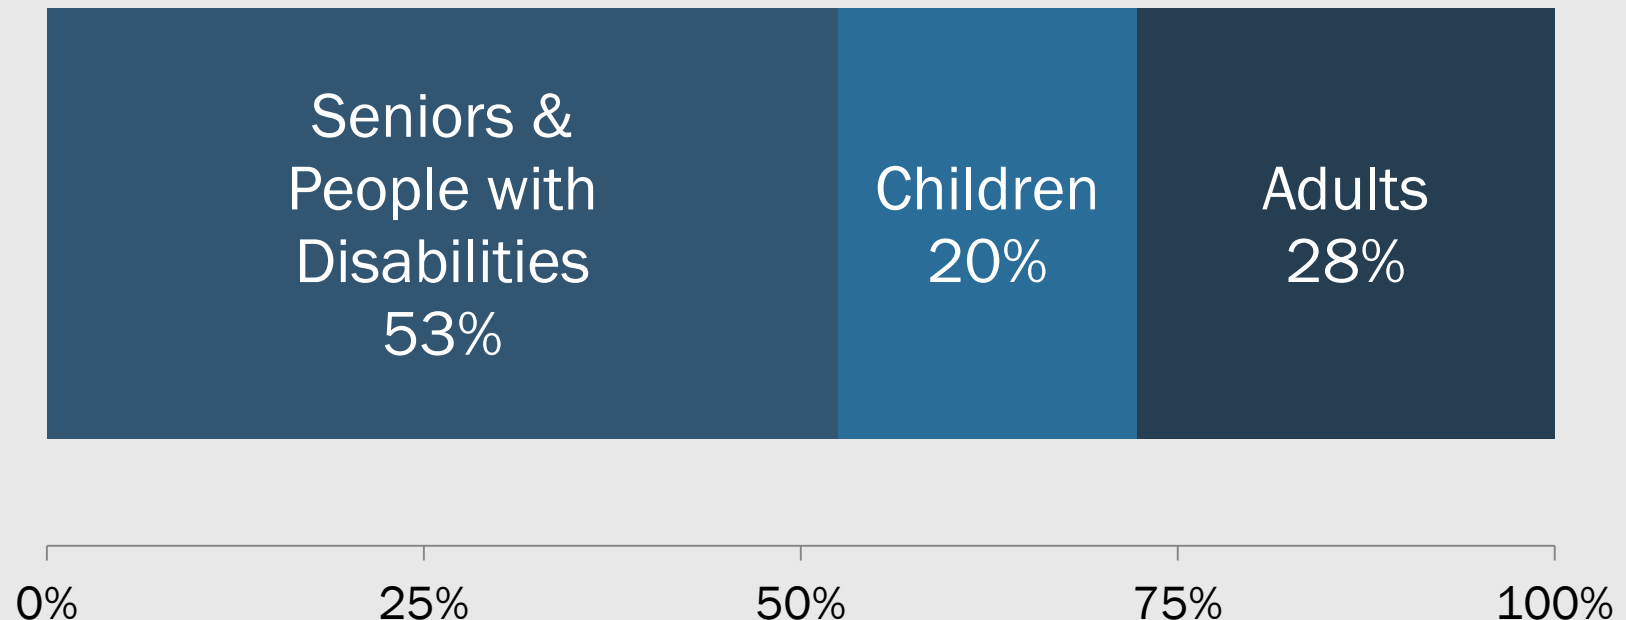 Seniors &
People with
Disabilities
53%
Children
20%
Adults
28%
0% 25% 50% 75% 100%